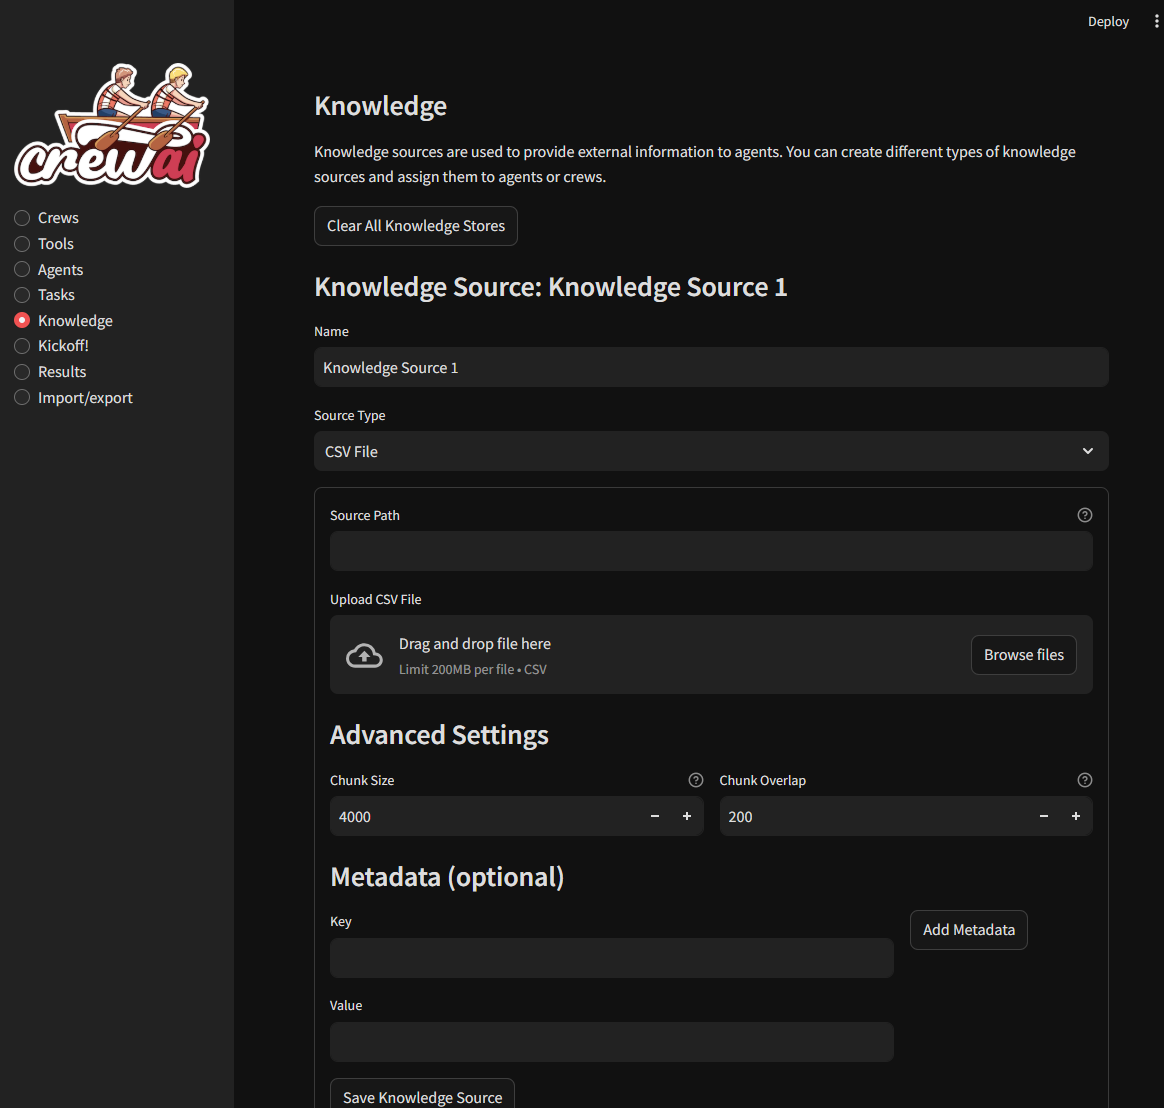 Deploy
crewai
Crews
Tools
Agents
Tasks
Knowledge
Kickoff!
Results
Import/export
Knowledge
Knowledge sources are used to provide external information to agents. You can create different types of knowledge
sources and assign them to agents or crews.
Clear All Knowledge Stores
Knowledge Source: Knowledge Source 1
Name
Knowledge Source 1
Source Type
CSV File
Source Path
Upload CSV File
Drag and drop file here
Limit 200MB per file • CSV
Browse files
Advanced Settings
Chunk Size
4000
Chunk Overlap
200
Metadata (optional)
Key
Add Metadata
Value
Save Knowledge Source